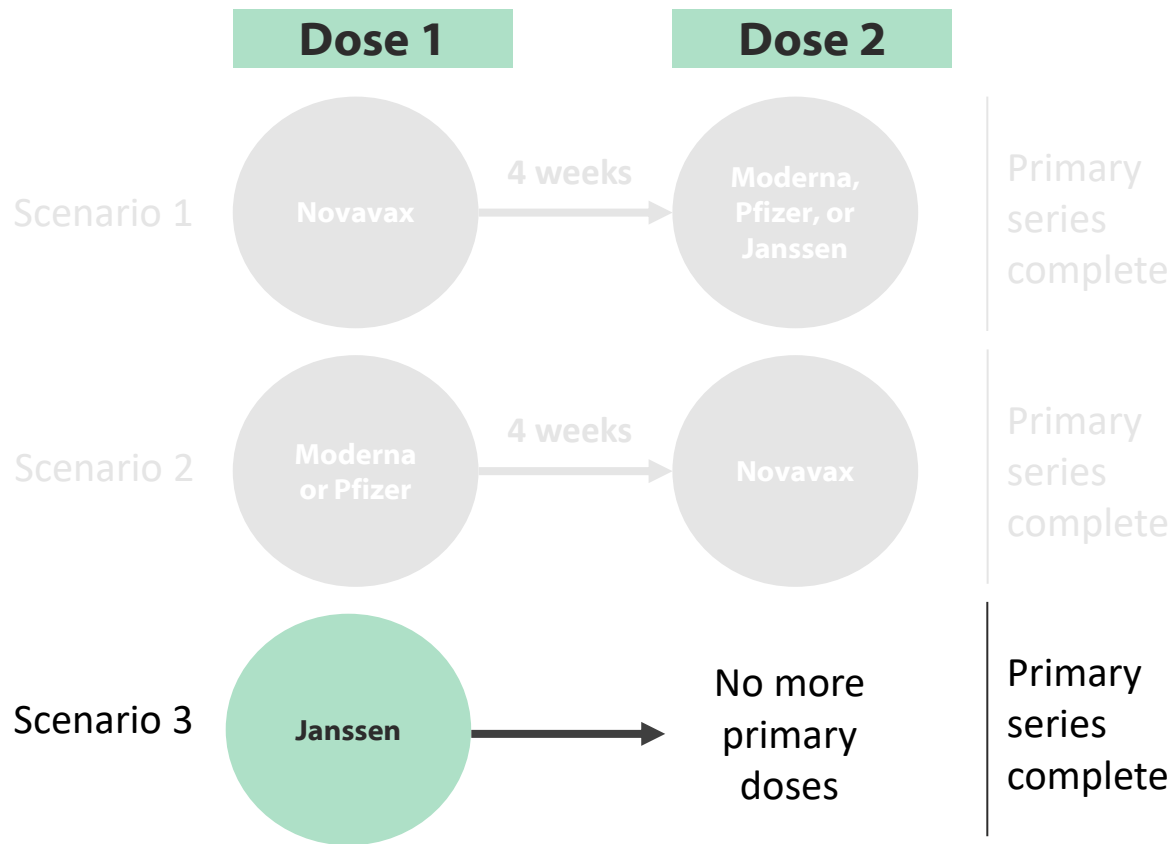 Dose 1
Dose 2
Scenario 1
Novavax
4 weeks
Moderna,
Pfizer, or
Janssen
Primary
series
complete
Scenario 2
Moderna
or Pfizer
4 weeks
Novavax
Primary
series
complete
Scenario 3
Janssen
No more
primary
doses
Primary
series
complete